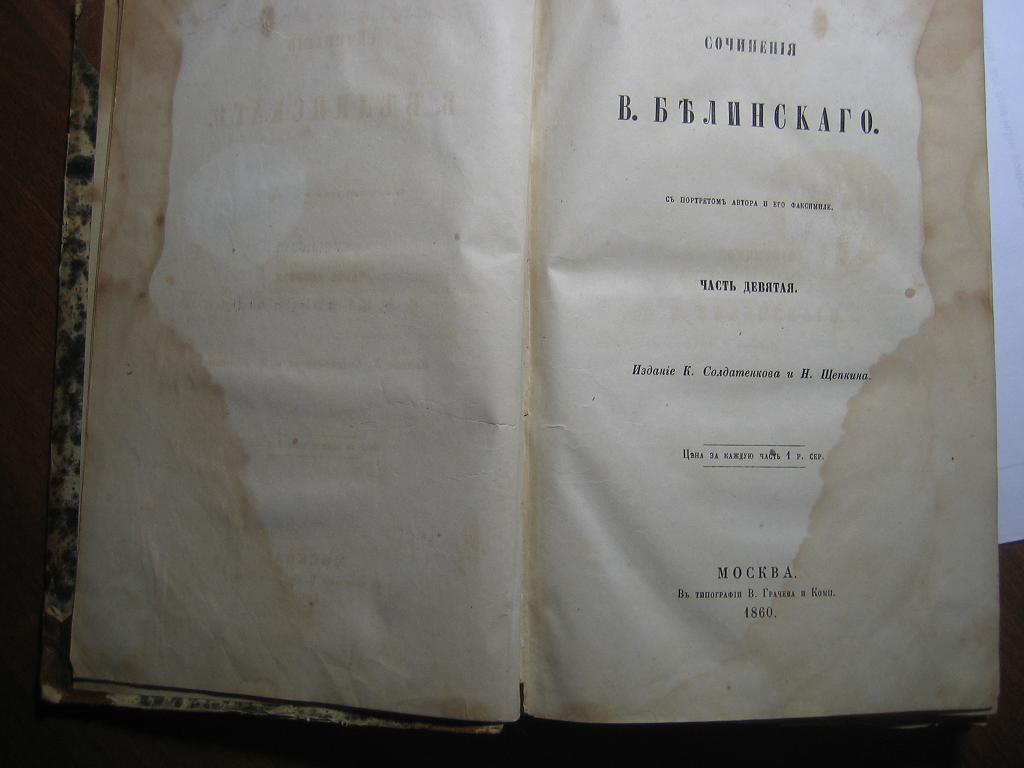 СОЧИНЕНІЯ
В. БѢЛИНСКАГО.
СЪ ПОРТРЕТОМЪ АВТОРА И ЕГО ФАКСИМИЛЕ.
ЧАСТЬ ДЕВЯТАЯ.
Изданіе К. Солдатенкова и Н. Щепкина.
Цѣна за каждую часть 1 р. сер.
МОСКВА.
Въ типографіи В. Грачева и Комп.
1860.